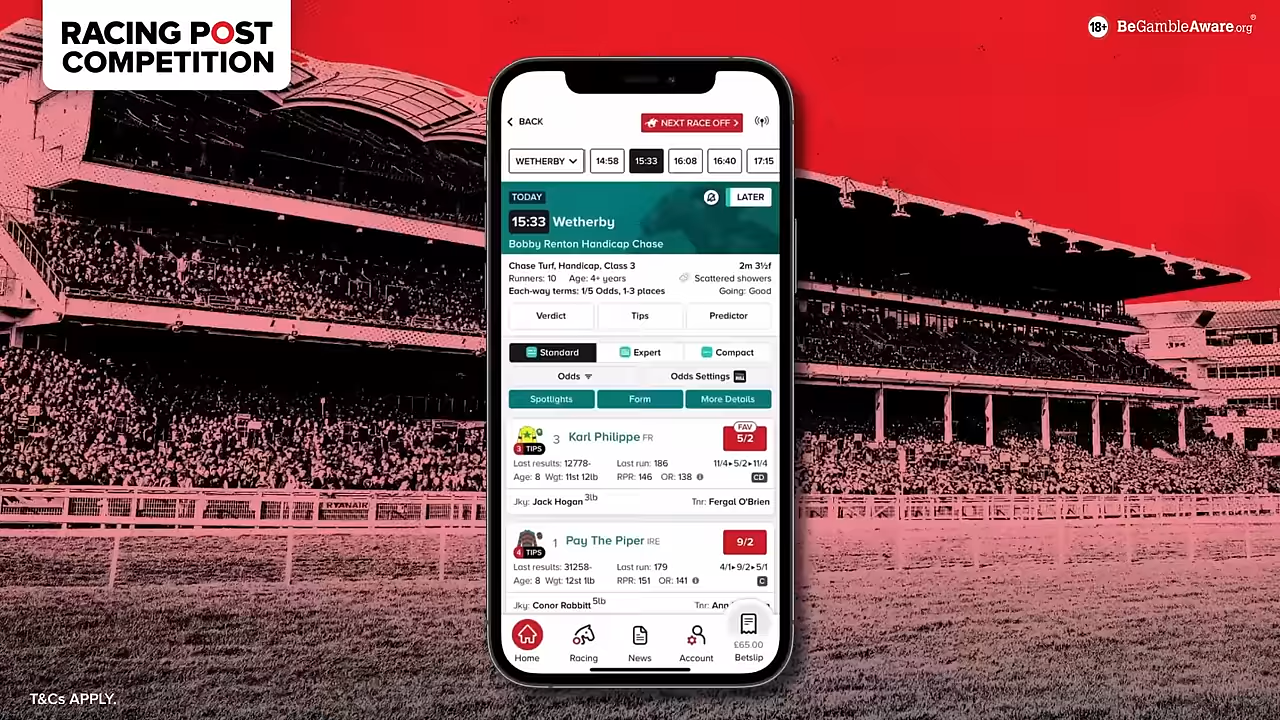 RACING POST
COMPETITION
18+ BeGambleAware.org®
BACK
NEXT RACE OFF
WETHERBY 14:58 15:33 16:08 16:40 17:15
TODAY
LATER
15:33 Wetherby
Bobby Renton Handicap Chase
Chase Turf, Handicap, Class 3 2m 3½f
Runners: 10 Age: 4+ years Scattered showers
Each-way terms: 1/5 Odds, 1-3 places Going: Good
Verdict Tips Predictor
Standard Expert Compact
Odds Odds Settings
Spotlights Form More Details
3 TIPS 3 Karl Philippe FR FAV 5/2
Last results: 12778- Last run: 186 11/4▸5/2▸11/4
Age: 8 Wgt: 11st 12lb RPR: 146 OR: 138 CD
Jky: Jack Hogan 3lb Tnr: Fergal O'Brien
4 TIPS 1 Pay The Piper IRE 9/2
Last results: 31258- Last run: 179 4/1▸9/2▸5/1
Age: 8 Wgt: 12st 1lb RPR: 151 OR: 141 C
Jky: Conor Rabbitt 5lb Tnr:
£65.00
Home Racing News Account Betslip
RYANAIR
T&Cs APPLY.